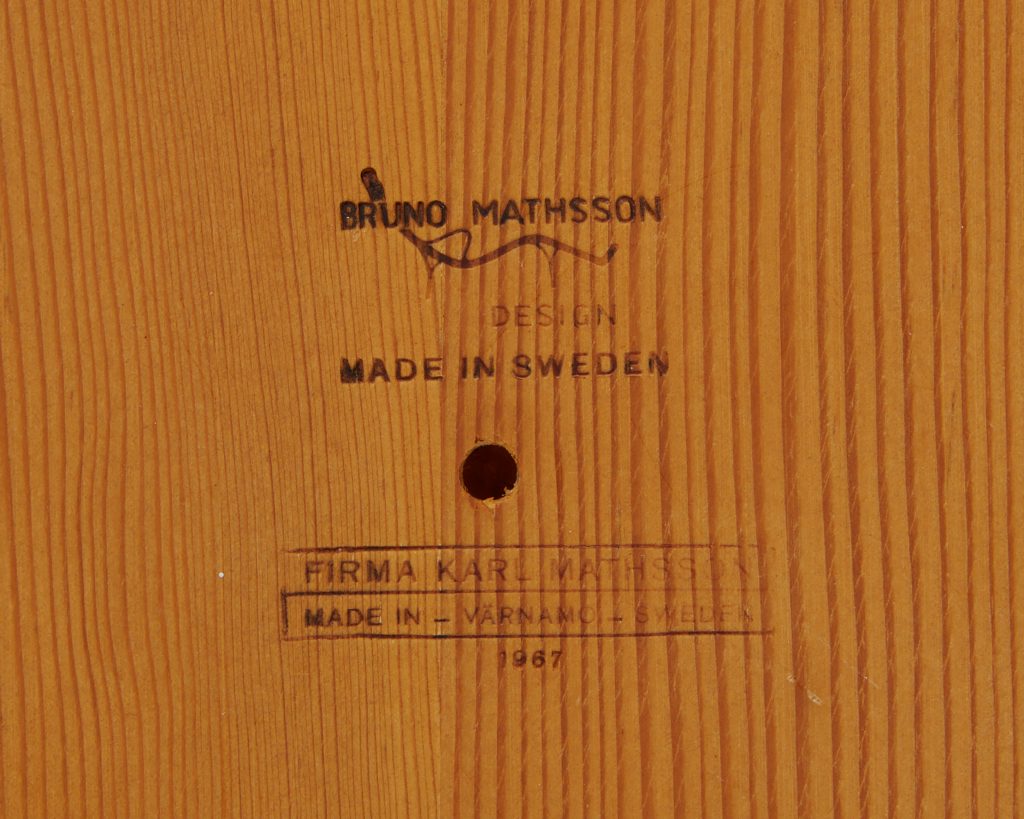 BRUNO MATHSSON
DESIGN
MADE IN SWEDEN
FIRMA KARL MATHSSON
MADE IN – VÄRNAMO – SWEDEN
1967